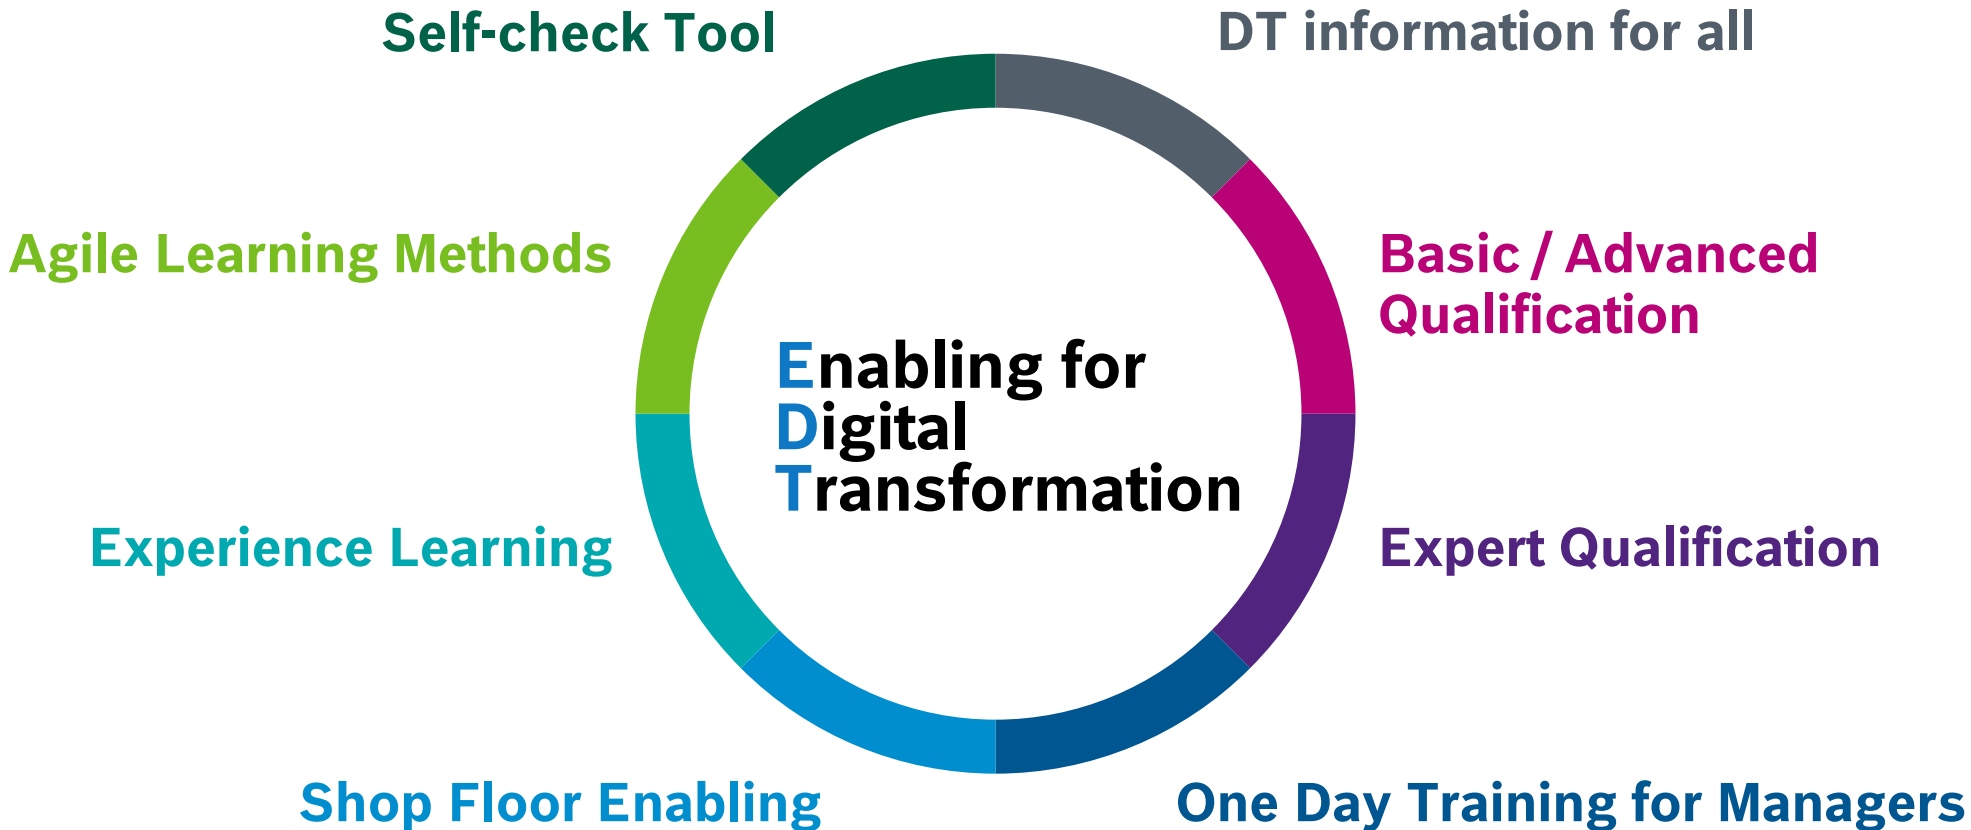 Self-check Tool
DT information for all
Agile Learning Methods
Basic / Advanced
Qualification
Enabling for
Digital
Transformation
Experience Learning
Expert Qualification
Shop Floor Enabling
One Day Training for Managers